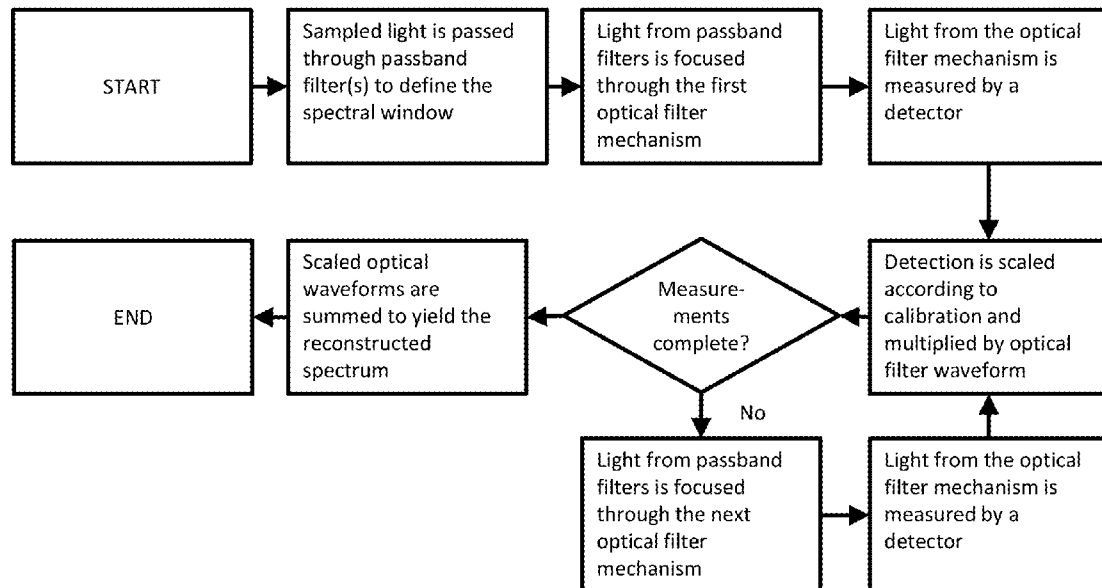 START
Sampled light is passed
through passband
filter(s) to define the
spectral window
Light from passband
filters is focused
through the first
optical filter
mechanism
Light from the optical
filter mechanism is
measured by a
detector
Detection is scaled
according to
calibration and
multiplied by optical
filter waveform
Measure-
ments
complete?
Scaled optical
waveforms are
summed to yield the
reconstructed
spectrum
END
No
Light from passband
filters is focused
through the next
optical filter
mechanism
Light from the optical
filter mechanism is
measured by a
detector